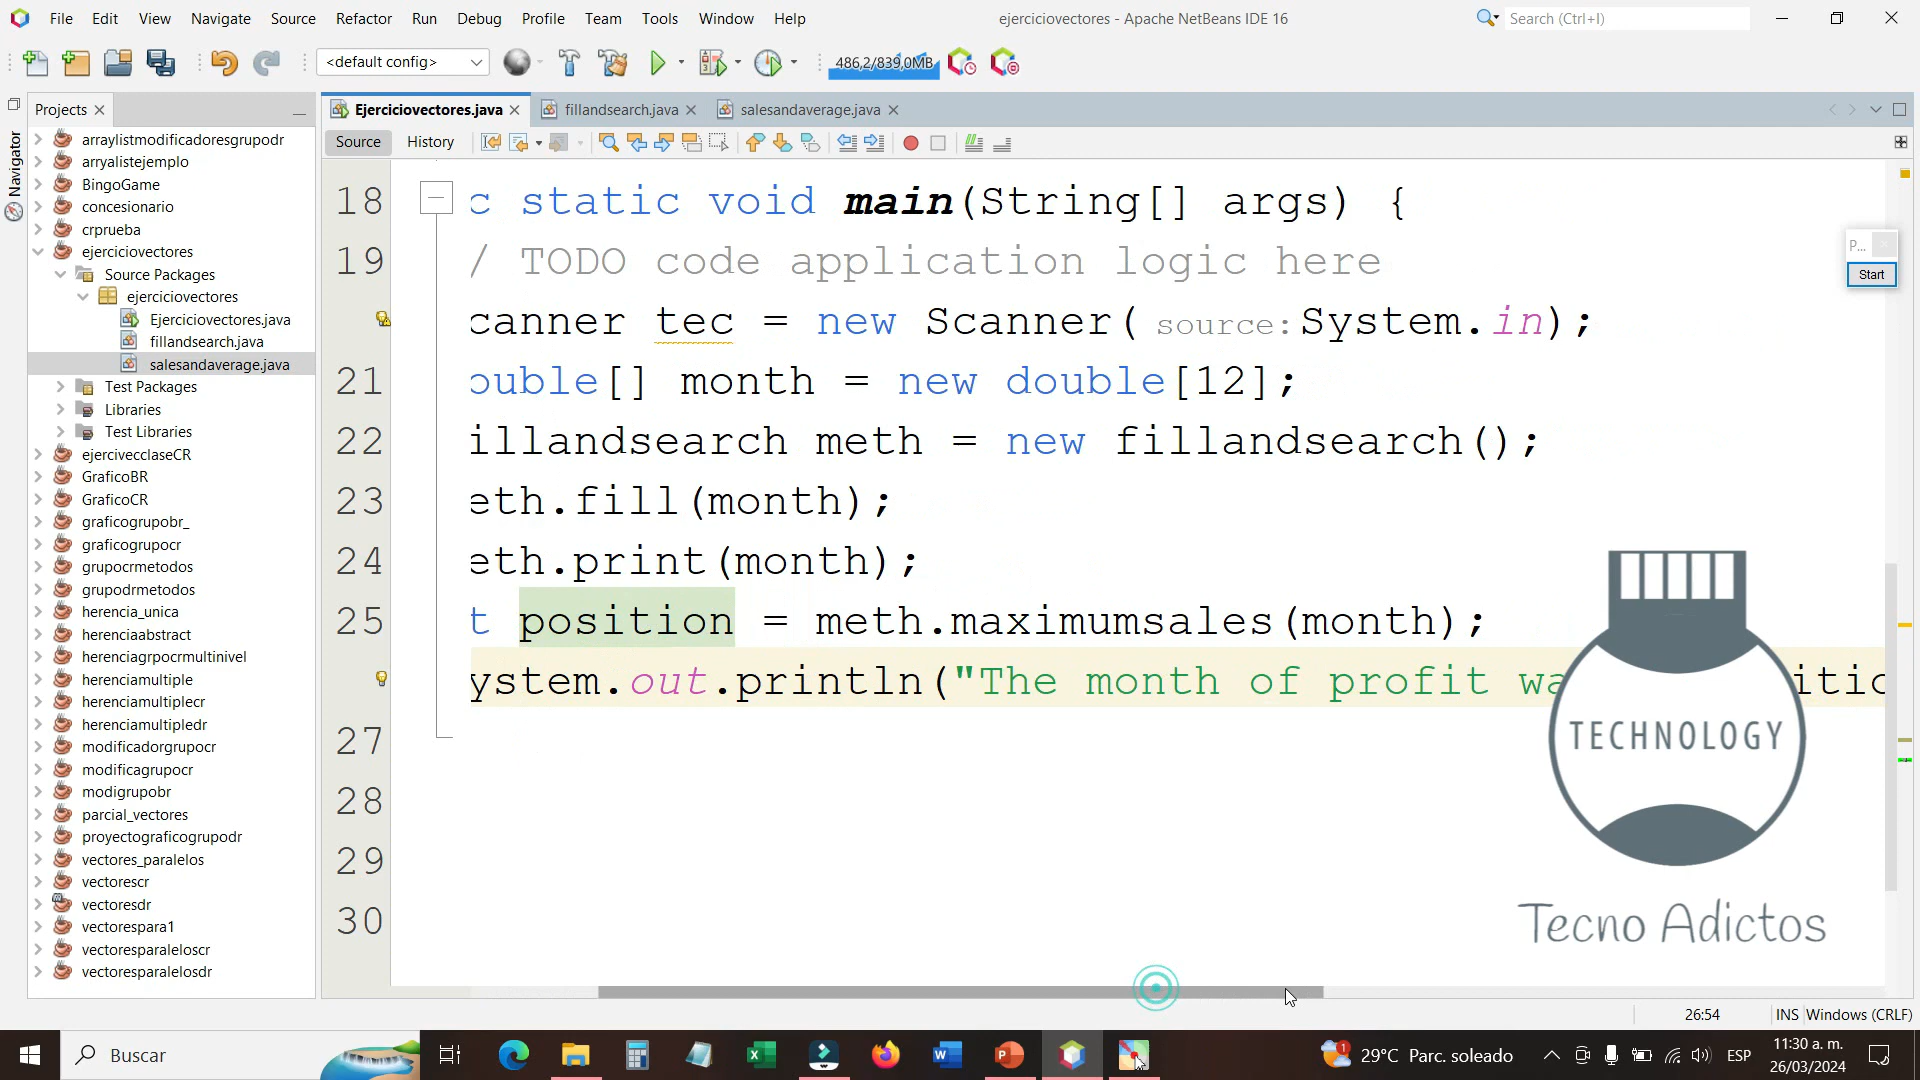 File Edit View Navigate Source Refactor Run Debug Profile Team Tools Window Help
ejerciciovectores - Apache NetBeans IDE 16
Search (Ctrl+I)
<default config>
486,2/839,0MB
Projects
Navigator
arraylistmodificadoresgrupodr
arryalistejemplo
BingoGame
concesionario
crprueba
ejerciciovectores
Source Packages
ejerciciovectores
Ejerciciovectores.java
fillandsearch.java
salesandaverage.java
Test Packages
Libraries
Test Libraries
ejercivecclaseCR
GraficoBR
GraficoCR
graficogrupobr_
graficogrupocr
grupocrmetodos
grupodrmetodos
herencia_unica
herenciaabstract
herenciagrpocrmultinivel
herenciamultiple
herenciamultiplecr
herenciamultipledr
modificadorgrupocr
modificagrupocr
modigrupobr
parcial_vectores
proyectograficogrupodr
vectores_paralelos
vectorescr
vectoresdr
vectorespara1
vectoresparaleloscr
vectoresparalelosdr
Ejerciciovectores.java fillandsearch.java salesandaverage.java
Source History
18 c static void main(String[] args) {
19 / TODO code application logic here
canner tec = new Scanner( source:System.in);
21 ouble[] month = new double[12];
22 illandsearch meth = new fillandsearch();
23 eth.fill(month);
24 eth.print(month);
25 t position = meth.maximumsales(month);
ystem.out.println("The month of profit wa itic
27
28
29
30
P...
Start
TECHNOLOGY
Tecno Adictos
26:54 INS Windows (CRLF)
Buscar
29°C Parc. soleado
ESP
11:30 a. m.
26/03/2024